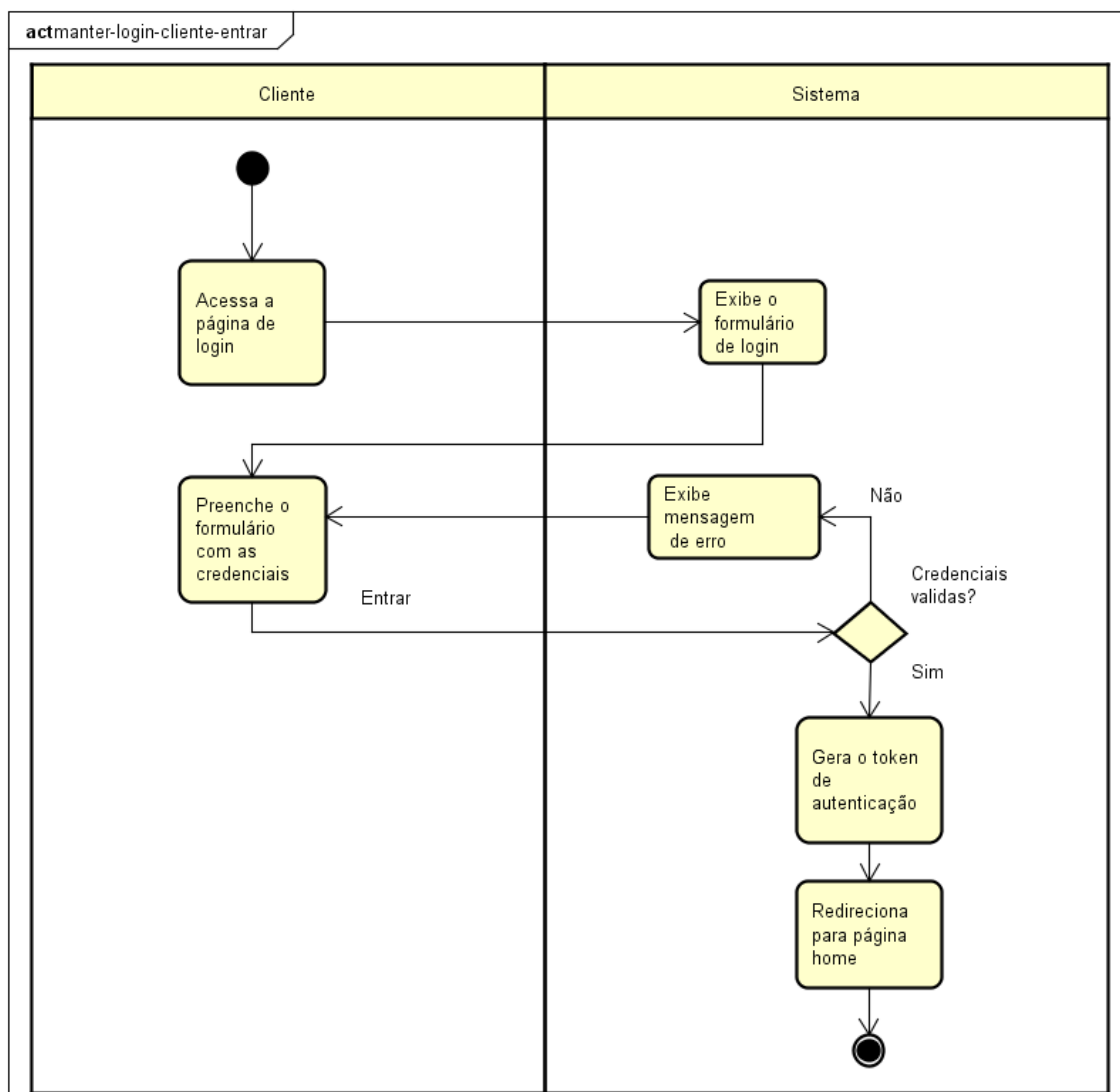 actmanter-login-cliente-entrar
Cliente
Sistema
Acessa a
página de
login
Exibe o
formulário
de login
Preenche o
formulário
com as
credenciais
Exibe
mensagem
de erro
Não
Credenciais
validas?
Entrar
Sim
Gera o token
de
autenticação
Redireciona
para página
home